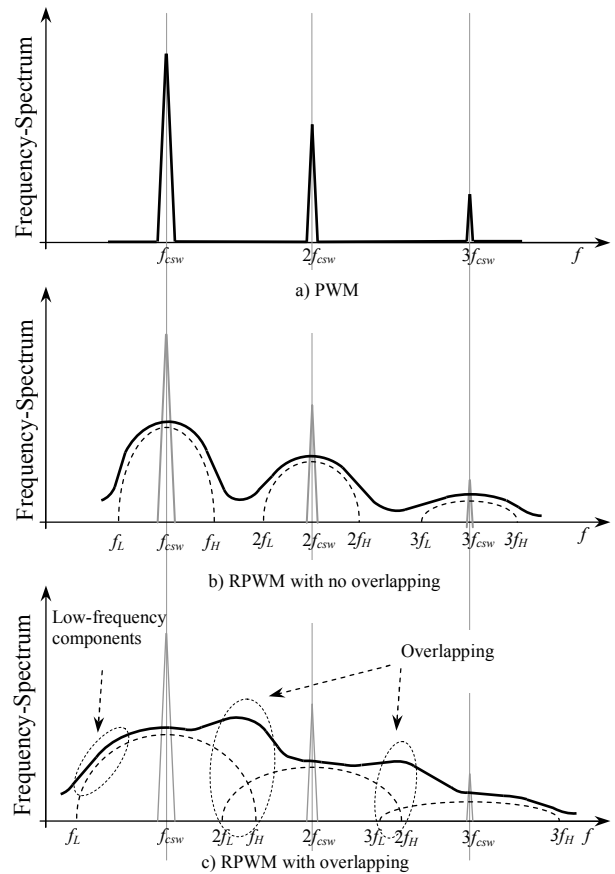 Frequency-Spectrum
f_csw 2f_csw 3f_csw f
a) PWM
Frequency-Spectrum
f_L f_csw f_H 2f_L 2f_csw 2f_H 3f_L 3f_csw 3f_H f
b) RPWM with no overlapping
Low-frequency
components
Overlapping
Frequency-Spectrum
f_L f_csw 2f_L f_H 2f_csw 3f_L 2f_H 3f_csw 3f_H f
c) RPWM with overlapping